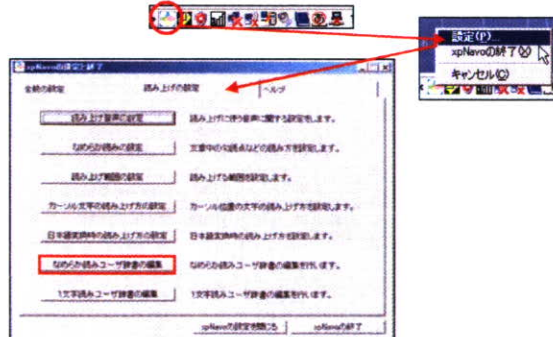 設定(P)...
xpNavoの終了(X)
キャンセル(C)
xpNavoの設定と終了
全般の設定
読み上げの設定
ヘルプ
読み上げ音声の設定
読み上げに使う音声に関する設定をします。
なめらか読みの設定
文章中の句読点などの読み方を設定します。
読み上げ範囲の設定
読み上げる範囲を設定します。
カーソル文字の読み上げ方の設定
カーソル位置の文字の読み上げ方を設定します。
日本語変換時の読み上げ方の設定
日本語変換時の読み上げ方を設定します。
なめらか読みユーザ辞書の編集
なめらか読みユーザ辞書の編集を行います。
1文字読みユーザ辞書の編集
1文字読みユーザ辞書の編集を行います。
xpNavoの設定を閉じる
xpNavoの終了